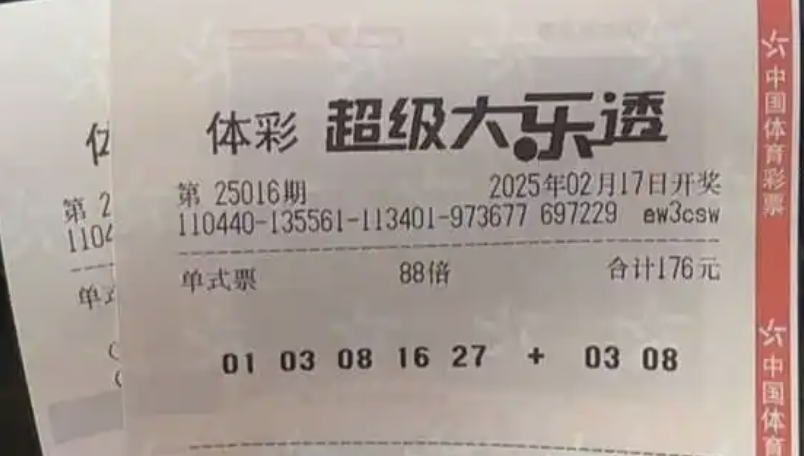 体彩 超级大乐透
第 25016期 2025年02月17日开奖
110440-135561-113401-973677 697229 ew3csw
单式票 88倍 合计176元
01 03 08 16 27 + 03 08
中国体育彩票
中国体育
第 2
1104
单式